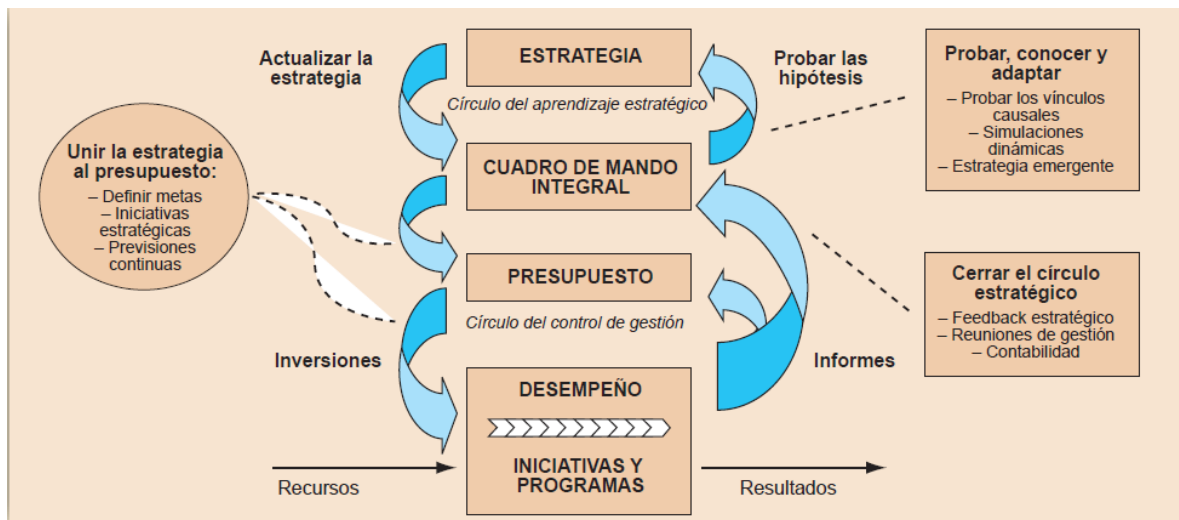 Actualizar la
estrategia
ESTRATEGIA
Probar las
hipótesis
Círculo del aprendizaje estratégico
Probar, conocer y
adaptar
– Probar los vínculos
causales
– Simulaciones
dinámicas
– Estrategia emergente
Unir la estrategia
al presupuesto:
– Definir metas
– Iniciativas
estratégicas
– Previsiones
continuas
CUADRO DE MANDO
INTEGRAL
PRESUPUESTO
Círculo del control de gestión
Cerrar el círculo
estratégico
– Feedback estratégico
– Reuniones de gestión
– Contabilidad
Inversiones
Informes
DESEMPEÑO
INICIATIVAS Y
PROGRAMAS
Recursos
Resultados